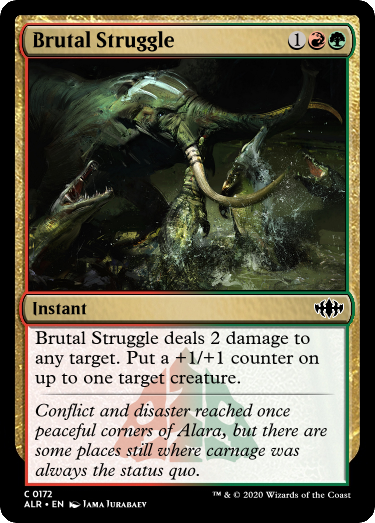 Brutal Struggle 1
Instant
Brutal Struggle deals 2 damage to
any target. Put a +1/+1 counter on
up to one target creature.
Conflict and disaster reached once
peaceful corners of Alara, but there are
some places still where carnage was
always the status quo.
C 0172
ALR • EN JAMA JURABAEV
™ & © 2020 Wizards of the Coast